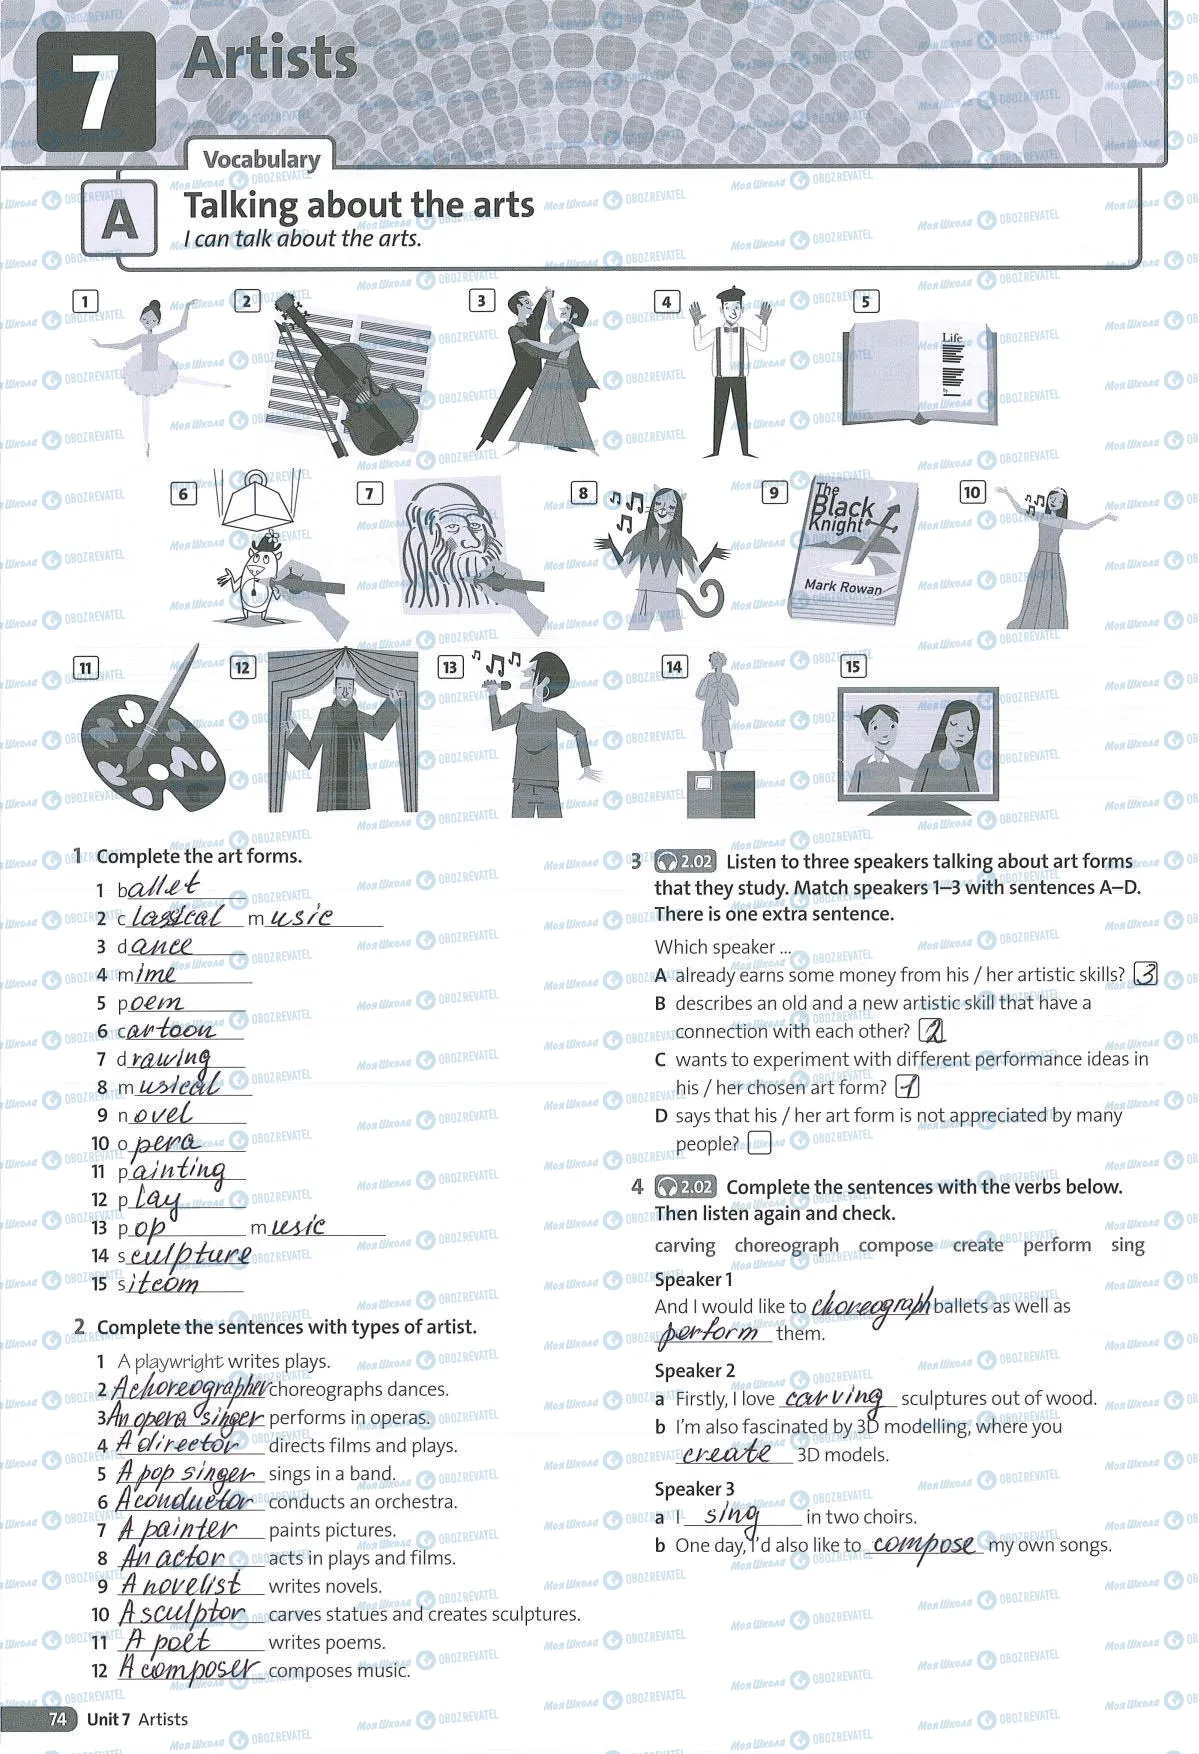 7
Artists
Vocabulary
A
Talking about the arts
I can talk about the arts.
1
2
3
4
5
Life
6
7
8
9
The
Black
Knight
Mark Rowan
10
11
12
13
14
15
1 Complete the art forms.
1 ballet
2 classical music
3 dance
4 mime
5 poem
6 cartoon
7 drawing
8 musical
9 novel
10 opera
11 painting
12 play
13 pop music
14 sculpture
15 sitcom
2 Complete the sentences with types of artist.
1 A playwright writes plays.
2 A choreographer choreographs dances.
3 An opera singer performs in operas.
4 A director directs films and plays.
5 A pop singer sings in a band.
6 A conductor conducts an orchestra.
7 A painter paints pictures.
8 An actor acts in plays and films.
9 A novelist writes novels.
10 A sculptor carves statues and creates sculptures.
11 A poet writes poems.
12 A composer composes music.
3 2.02 Listen to three speakers talking about art forms
that they study. Match speakers 1–3 with sentences A–D.
There is one extra sentence.
Which speaker ...
A already earns some money from his / her artistic skills? 3
B describes an old and a new artistic skill that have a
connection with each other? 2
C wants to experiment with different performance ideas in
his / her chosen art form? 1
D says that his / her art form is not appreciated by many
people?
4 2.02 Complete the sentences with the verbs below.
Then listen again and check.
carving choreograph compose create perform sing
Speaker 1
And I would like to choreograph ballets as well as
perform them.
Speaker 2
a Firstly, I love carving sculptures out of wood.
b I'm also fascinated by 3D modelling, where you
create 3D models.
Speaker 3
a I sing in two choirs.
b One day, I'd also like to compose my own songs.
74 Unit 7 Artists
Моя Школа OBOZREVATEL